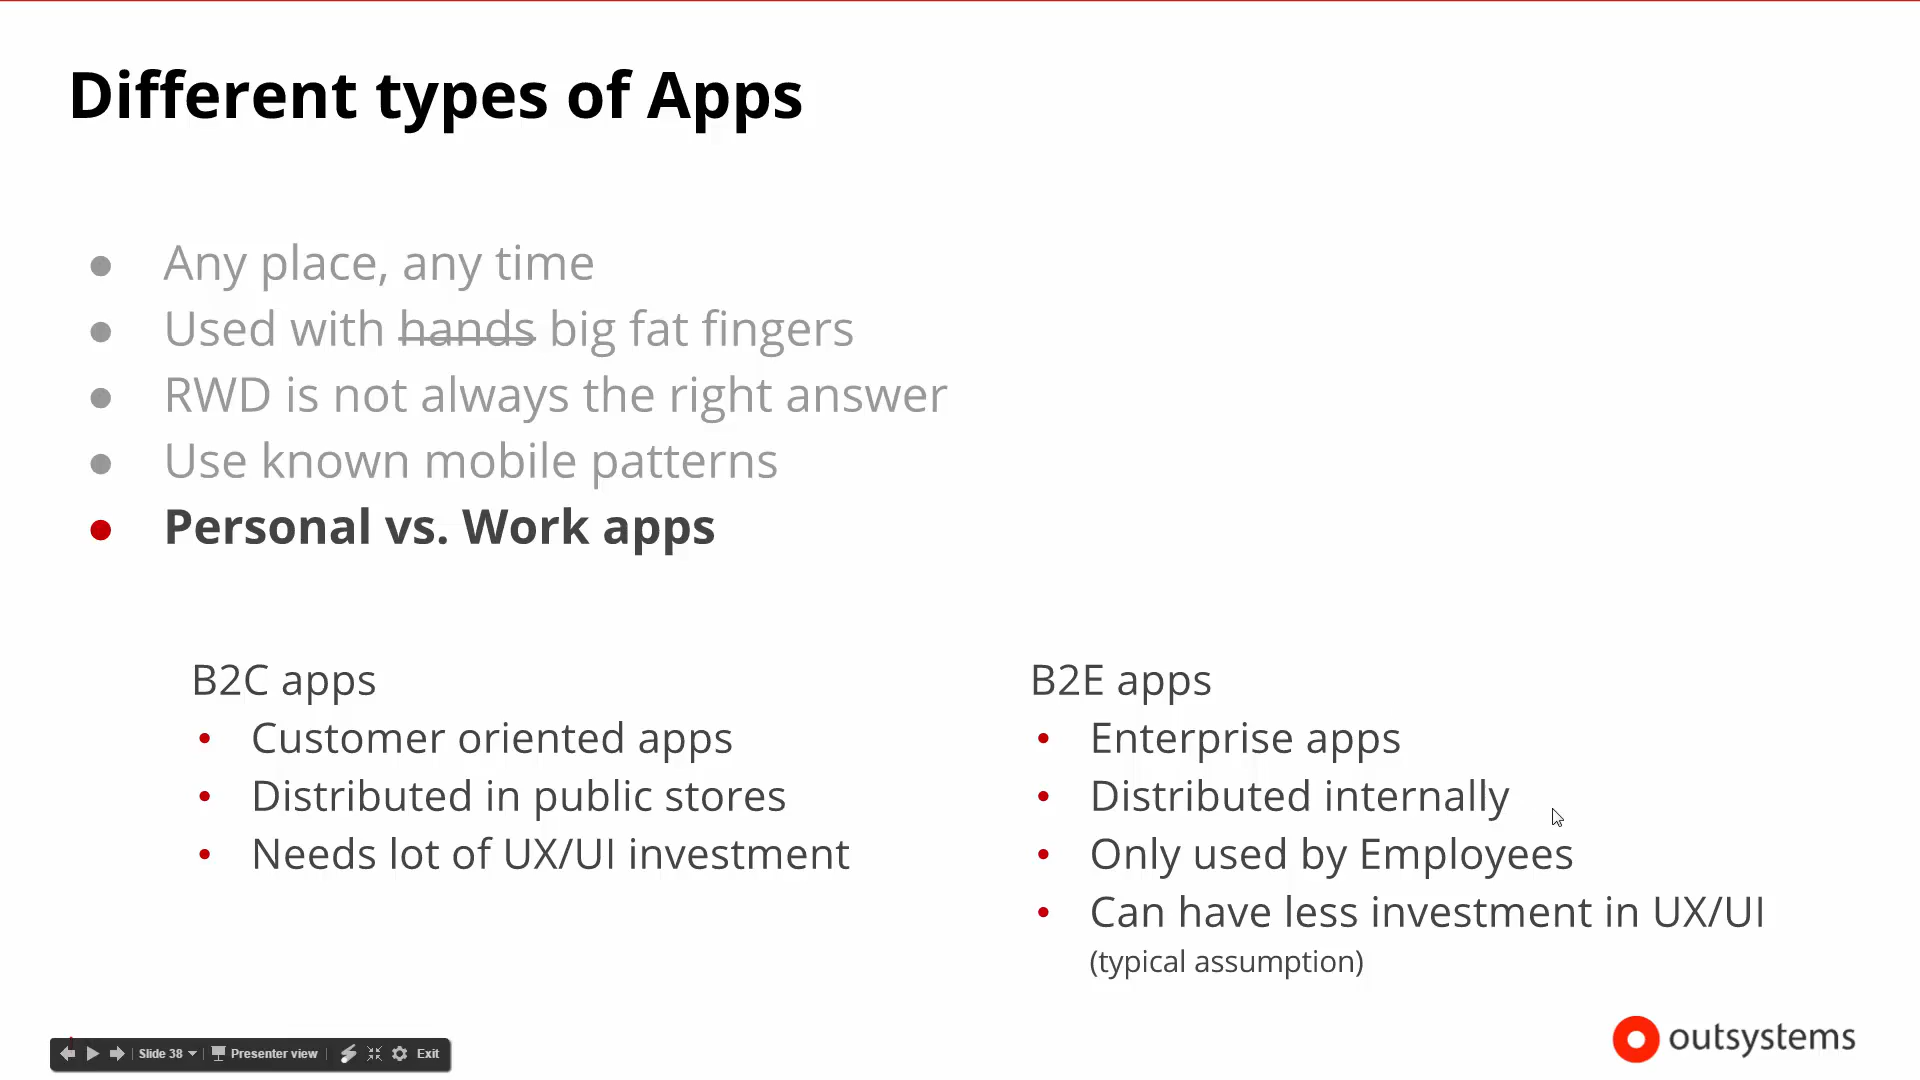 Different types of Apps
● Any place, any time
● Used with hands big fat fingers
● RWD is not always the right answer
● Use known mobile patterns
● Personal vs. Work apps
B2C apps
• Customer oriented apps
• Distributed in public stores
• Needs lot of UX/UI investment
B2E apps
• Enterprise apps
• Distributed internally
• Only used by Employees
• Can have less investment in UX/UI
(typical assumption)
Slide 38 Presenter view Exit
outsystems